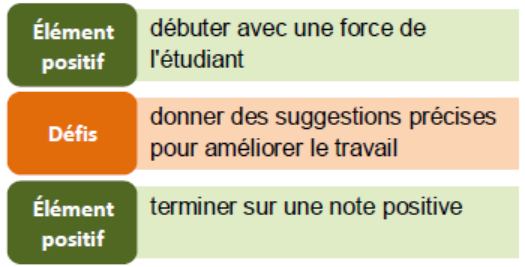 Élément
positif
débuter avec une force de
l'étudiant
Défis
donner des suggestions précises
pour améliorer le travail
Élément
positif
terminer sur une note positive